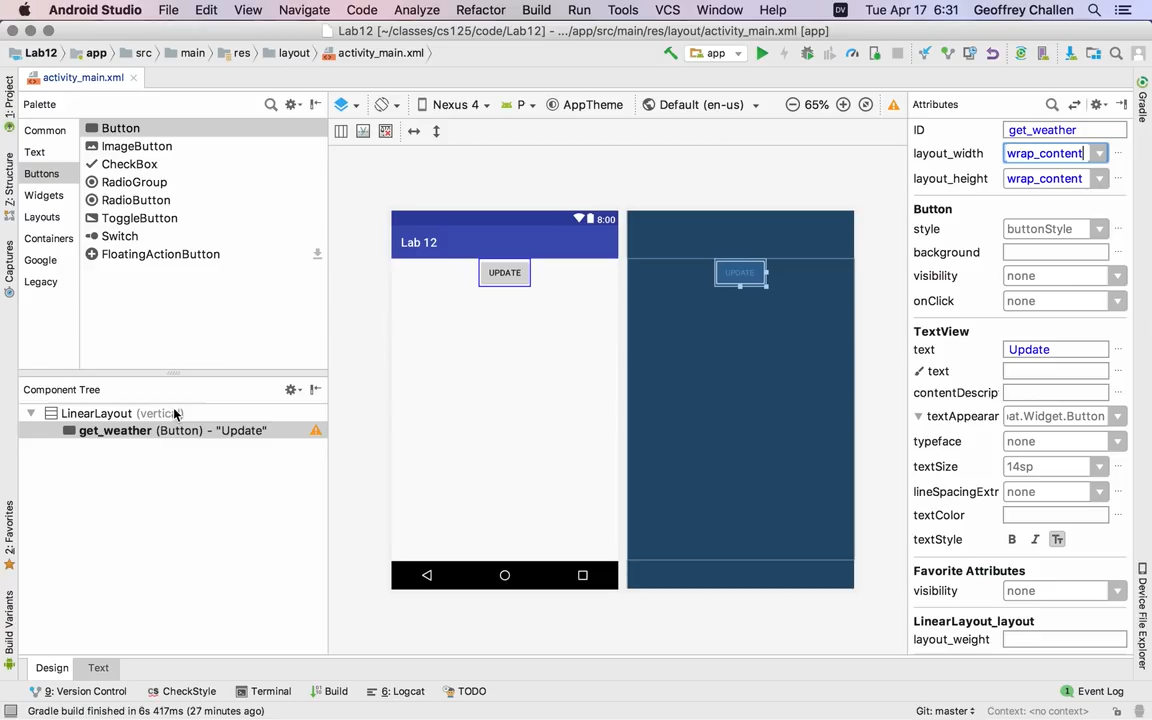 Android Studio File Edit View Navigate Code Analyze Refactor Build Run Tools VCS Window Help DV Tue Apr 17 6:31 Geoffrey Challen
Lab12 [~/classes/cs125/code/Lab12] - .../app/src/main/res/layout/activity_main.xml [app]
Lab12 app src main res layout activity_main.xml app
activity_main.xml
Palette
Common
Text
Buttons
Widgets
Layouts
Containers
Google
Legacy
Button
ImageButton
CheckBox
RadioGroup
RadioButton
ToggleButton
Switch
FloatingActionButton
Component Tree
LinearLayout (vertical)
get_weather (Button) - "Update"
Nexus 4 P AppTheme Default (en-us) 65%
8:00
Lab 12
UPDATE
UPDATE
Attributes
ID get_weather
layout_width wrap_content
layout_height wrap_content
Button
style buttonStyle
background
visibility none
onClick none
TextView
text Update
text
contentDescrip
textAppearar at.Widget.Button
typeface none
textSize 14sp
lineSpacingExtr none
textColor
textStyle B I Tt
Favorite Attributes
visibility none
LinearLayout_layout
layout_weight
1: Project
Z: Structure
Captures
2: Favorites
Build Variants
Gradle
Device File Explorer
Design Text
9: Version Control CheckStyle Terminal Build 6: Logcat TODO 1 Event Log
Gradle build finished in 6s 417ms (27 minutes ago) Git: master Context: <no context>